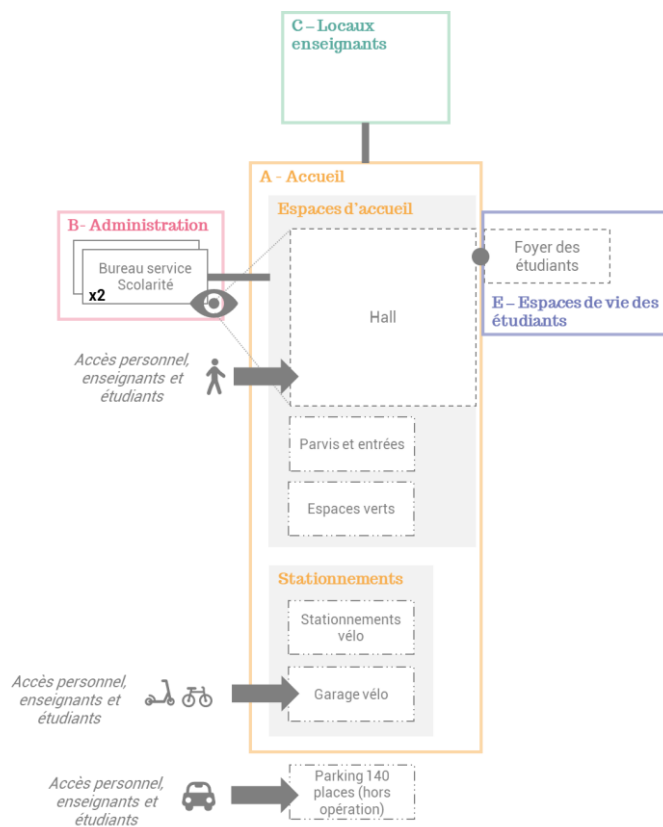 C – Locaux
enseignants
A - Accueil
Espaces d'accueil
B- Administration
Bureau service
Scolarité
x2
Foyer des
étudiants
E – Espaces de vie des
étudiants
Hall
Accès personnel,
enseignants et
étudiants
Parvis et entrées
Espaces verts
Stationnements
Stationnements
vélo
Accès personnel,
enseignants et
étudiants
Garage vélo
Accès personnel,
enseignants et
étudiants
Parking 140
places (hors
opération)